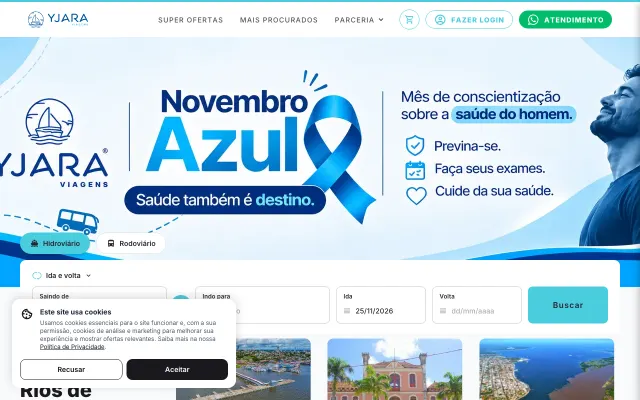 YJARA
VIAGENS
SUPER OFERTAS
MAIS PROCURADOS
PARCERIA
FAZER LOGIN
ATENDIMENTO
YJARA®
VIAGENS
Novembro
Azul
Saúde também é destino.
Mês de conscientização
sobre a saúde do homem.
Previna-se.
Faça seus exames.
Cuide da sua saúde.
Hidroviário
Rodoviário
Ida e volta
Saindo de
Indo para
Ida
25/11/2026
Volta
dd/mm/aaaa
Buscar
Este site usa cookies
Usamos cookies essenciais para o site funcionar e, com a sua
permissão, cookies de análise e marketing para melhorar sua
experiência e mostrar ofertas relevantes. Saiba mais na nossa
Política de Privacidade.
Recusar
Aceitar
Rios de